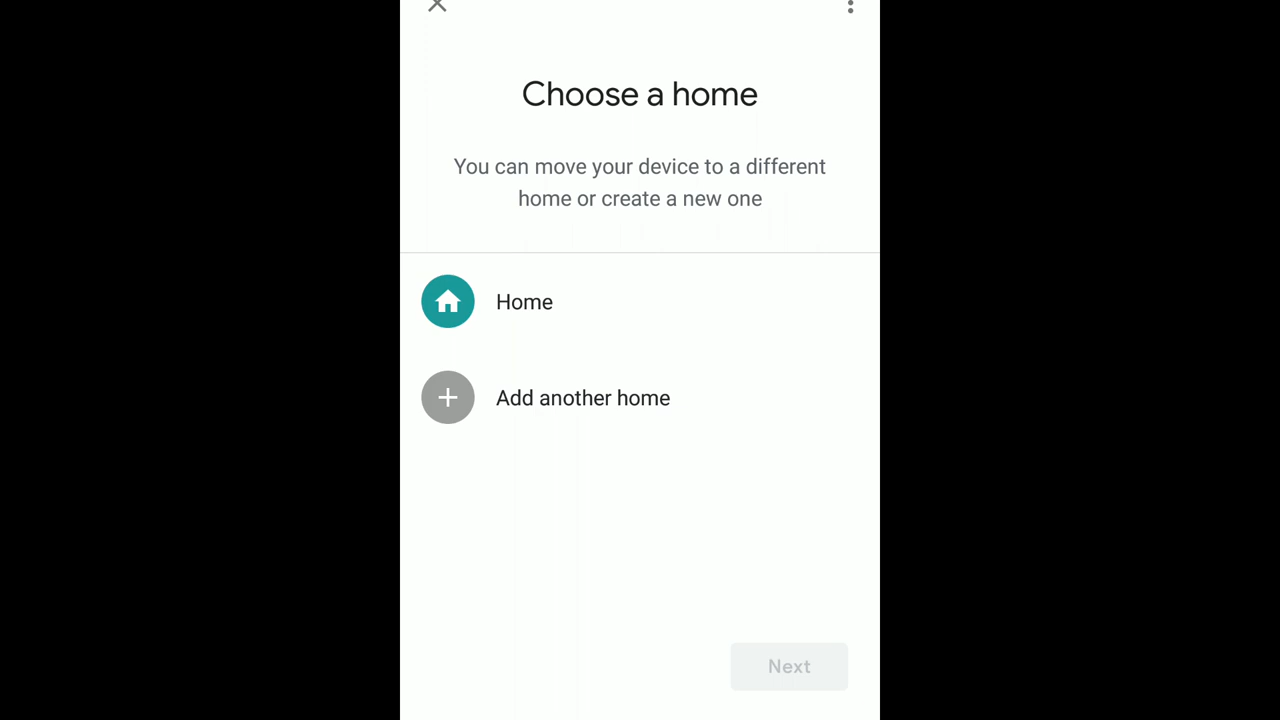 Choose a home
You can move your device to a different
home or create a new one
Home
Add another home
Next